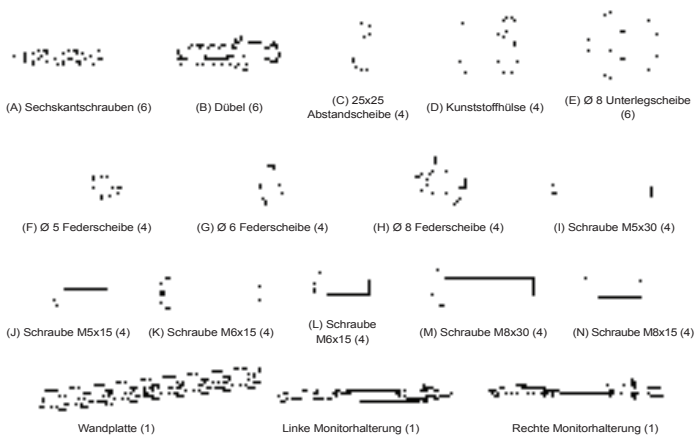 (A) Sechskantschrauben (6)
(B) Dübel (6)
(C) 25x25
Abstandscheibe (4)
(D) Kunststoffhülse (4)
(E) Ø 8 Unterlegscheibe
(6)
(F) Ø 5 Federscheibe (4)
(G) Ø 6 Federscheibe (4)
(H) Ø 8 Federscheibe (4)
(I) Schraube M5x30 (4)
(J) Schraube M5x15 (4)
(K) Schraube M6x15 (4)
(L) Schraube
M6x15 (4)
(M) Schraube M8x30 (4)
(N) Schraube M8x15 (4)
Wandplatte (1)
Linke Monitorhalterung (1)
Rechte Monitorhalterung (1)